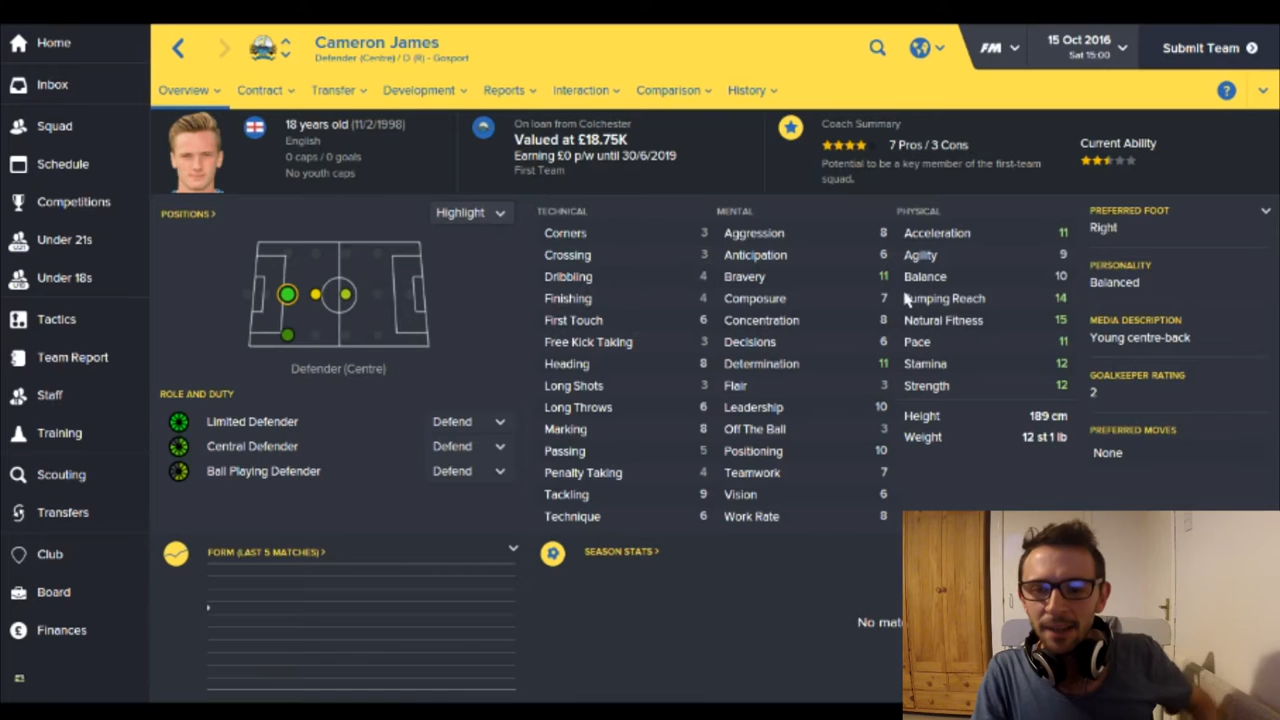 Home
Inbox
Squad
Schedule
Competitions
Under 21s
Under 18s
Tactics
Team Report
Staff
Training
Scouting
Transfers
Club
Board
Finances
Cameron James
Defender (Centre) / D (R) - Gosport
FM
15 Oct 2016
Sat 15:00
Submit Team
Overview
Contract
Transfer
Development
Reports
Interaction
Comparison
History
?
18 years old (11/2/1998)
English
0 caps / 0 goals
No youth caps
On loan from Colchester
Valued at £18.75K
Earning £0 p/w until 30/6/2019
First Team
Coach Summary
7 Pros / 3 Cons
Potential to be a key member of the first-team
squad.
Current Ability
POSITIONS >
Highlight
Defender (Centre)
ROLE AND DUTY
Limited Defender Defend
Central Defender Defend
Ball Playing Defender Defend
TECHNICAL
Corners 3
Crossing 3
Dribbling 4
Finishing 4
First Touch 6
Free Kick Taking 3
Heading 8
Long Shots 3
Long Throws 6
Marking 8
Passing 5
Penalty Taking 4
Tackling 9
Technique 6
MENTAL
Aggression 8
Anticipation 6
Bravery 11
Composure 7
Concentration 8
Decisions 6
Determination 11
Flair 3
Leadership 10
Off The Ball 3
Positioning 10
Teamwork 7
Vision 6
Work Rate 8
PHYSICAL
Acceleration 11
Agility 9
Balance 10
Jumping Reach 14
Natural Fitness 15
Pace 11
Stamina 12
Strength 12
Height 189 cm
Weight 12 st 1 lb
PREFERRED FOOT
Right
PERSONALITY
Balanced
MEDIA DESCRIPTION
Young centre-back
GOALKEEPER RATING
2
PREFERRED MOVES
None
FORM (LAST 5 MATCHES) >
SEASON STATS >
No mat